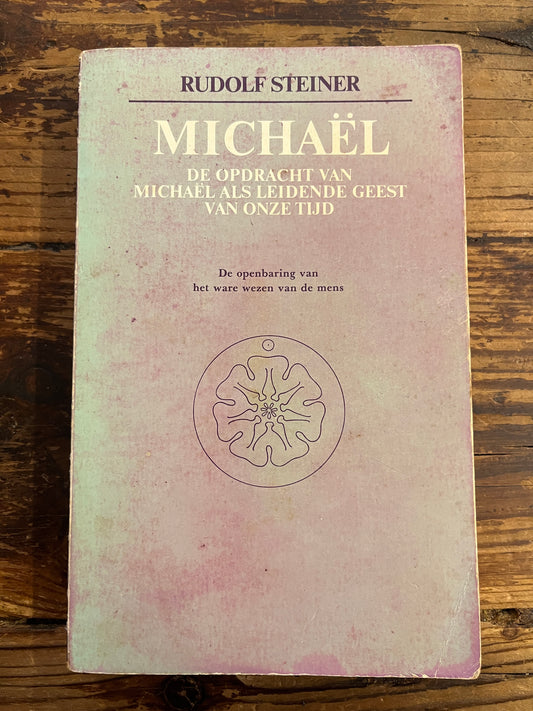 RUDOLF STEINER
MICHAËL
DE OPDRACHT VAN
MICHAËL ALS LEIDENDE GEEST
VAN ONZE TIJD
De openbaring van
het ware wezen van de mens